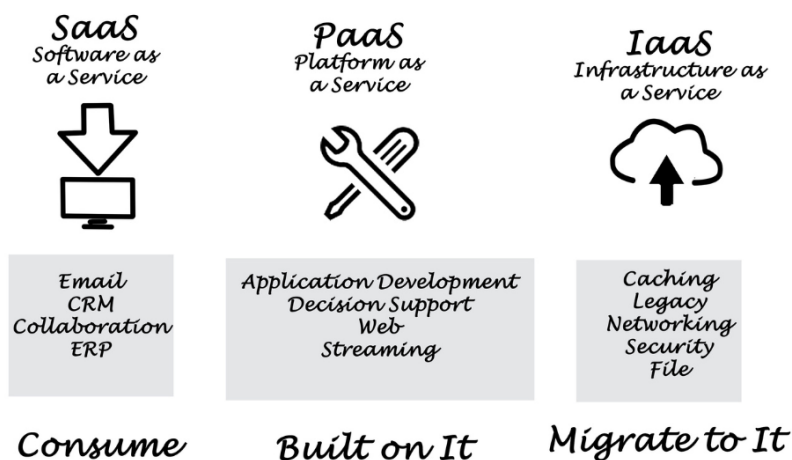 SaaS
Software as
a Service
Email
CRM
Collaboration
ERP
Consume
PaaS
Platform as
a Service
Application Development
Decision Support
Web
Streaming
Built on It
IaaS
Infrastructure as
a Service
Caching
Legacy
Networking
Security
File
Migrate to It